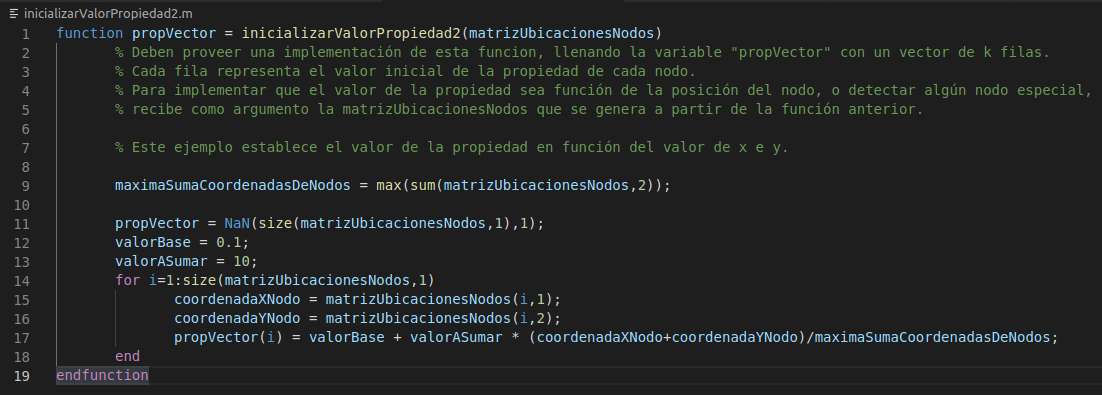 inicializarValorPropiedad2.m
1 function propVector = inicializarValorPropiedad2(matrizUbicacionesNodos)
2 % Deben proveer una implementación de esta funcion, llenando la variable "propVector" con un vector de k filas.
3 % Cada fila representa el valor inicial de la propiedad de cada nodo.
4 % Para implementar que el valor de la propiedad sea función de la posición del nodo, o detectar algún nodo especial,
5 % recibe como argumento la matrizUbicacionesNodos que se genera a partir de la función anterior.
6
7 % Este ejemplo establece el valor de la propiedad en función del valor de x e y.
8
9 maximaSumaCoordenadasDeNodos = max(sum(matrizUbicacionesNodos,2));
10
11 propVector = NaN(size(matrizUbicacionesNodos,1),1);
12 valorBase = 0.1;
13 valorASumar = 10;
14 for i=1:size(matrizUbicacionesNodos,1)
15 coordenadaXNodo = matrizUbicacionesNodos(i,1);
16 coordenadaYNodo = matrizUbicacionesNodos(i,2);
17 propVector(i) = valorBase + valorASumar * (coordenadaXNodo+coordenadaYNodo)/maximaSumaCoordenadasDeNodos;
18 end
19 endfunction